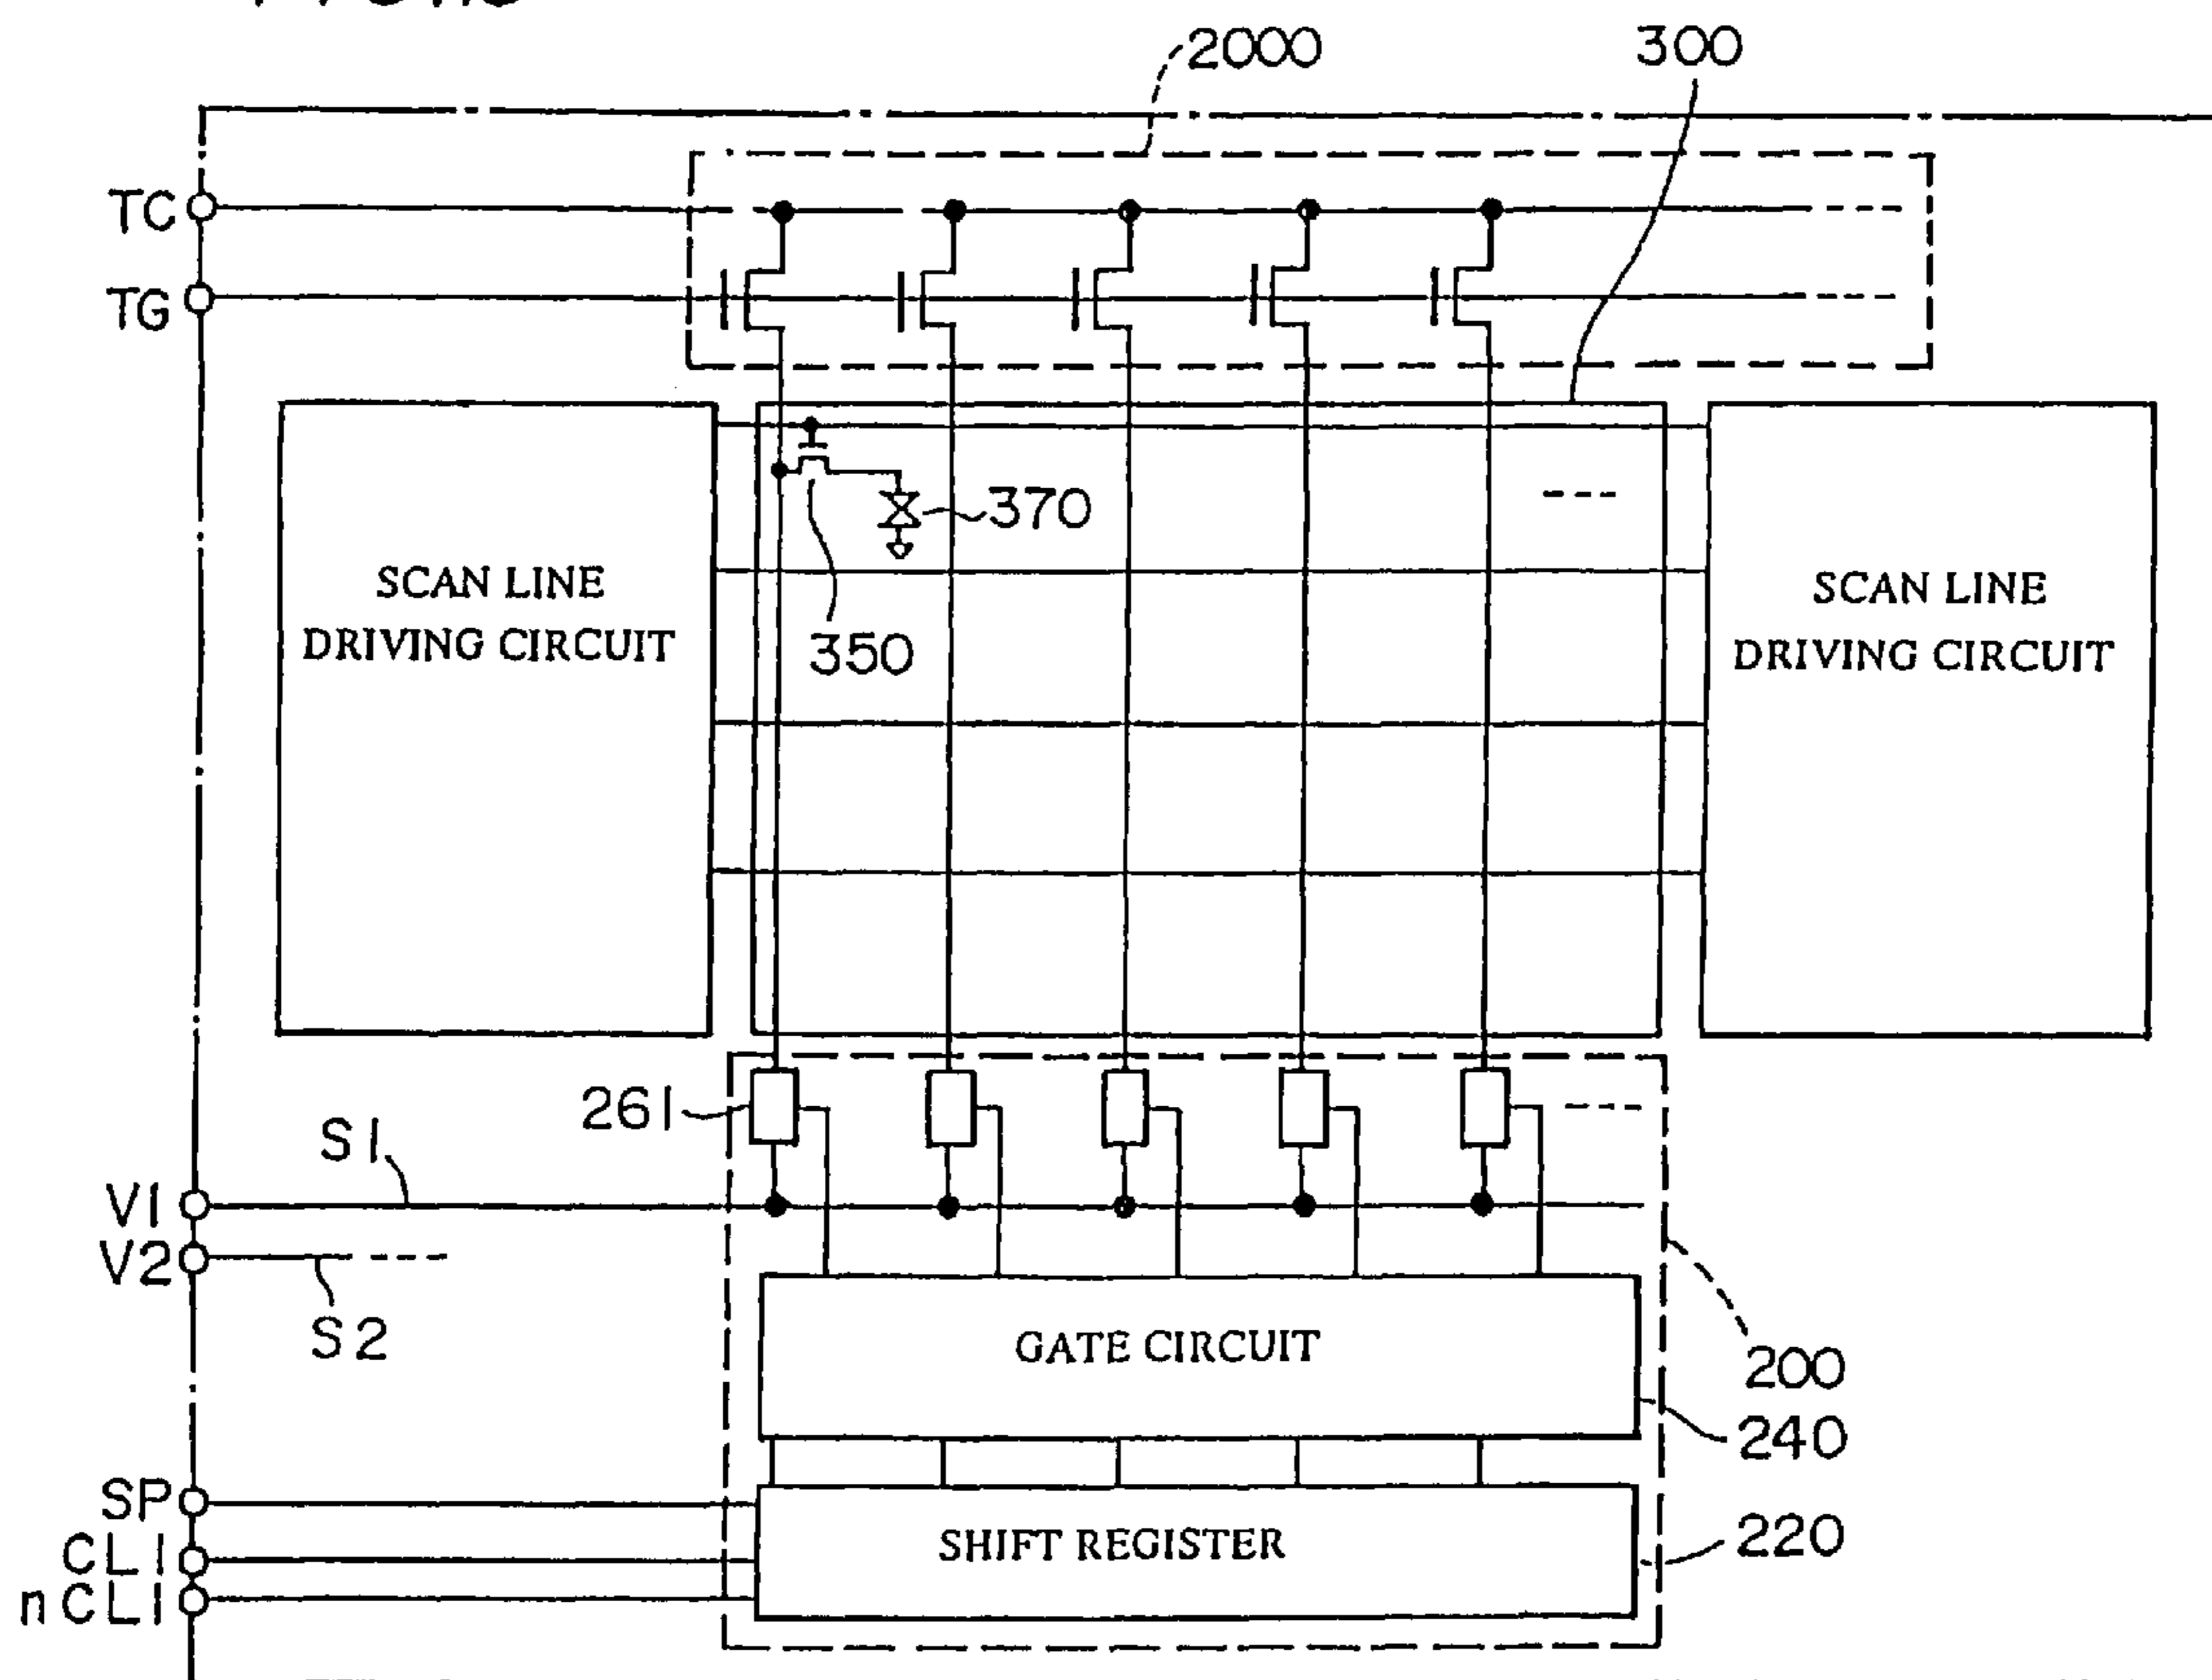 2000
300
TC
TG
370
350
SCAN LINE
DRIVING CIRCUIT
SCAN LINE
DRIVING CIRCUIT
261
S1
V1
V2
S2
GATE CIRCUIT
200
240
SP
CL1
nCL1
SHIFT REGISTER
220